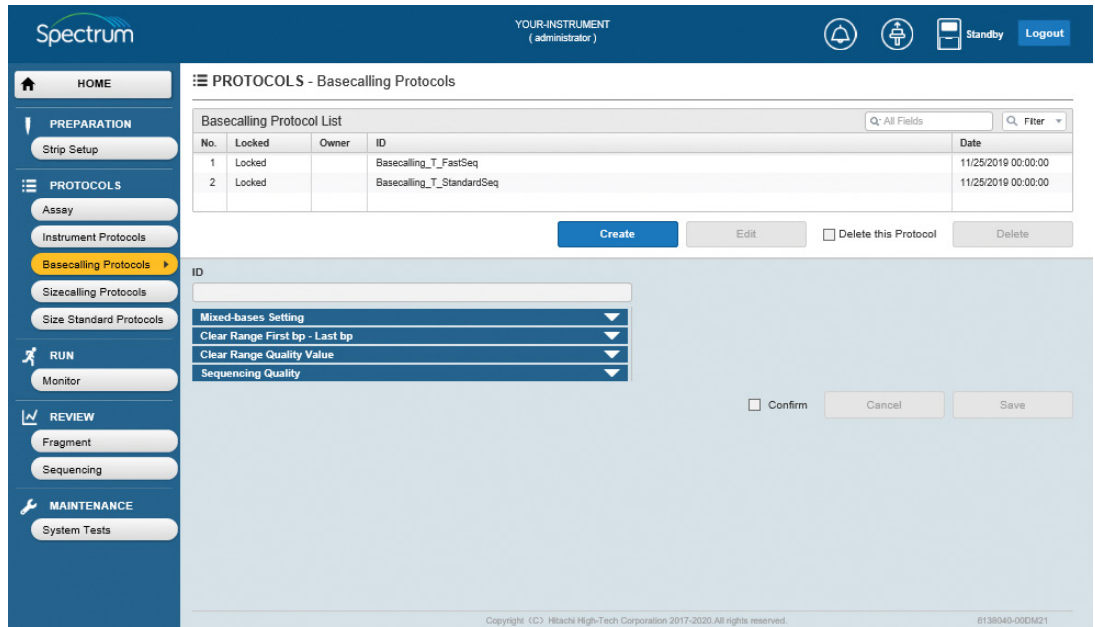 Spectrum
YOUR-INSTRUMENT
( administrator )
Standby
Logout
HOME
PREPARATION
Strip Setup
PROTOCOLS
Assay
Instrument Protocols
Basecalling Protocols
Sizecalling Protocols
Size Standard Protocols
RUN
Monitor
REVIEW
Fragment
Sequencing
MAINTENANCE
System Tests
PROTOCOLS - Basecalling Protocols
Basecalling Protocol List
All Fields
Filter
No. Locked Owner ID Date
1 Locked Basecalling_T_FastSeq 11/25/2019 00:00:00
2 Locked Basecalling_T_StandardSeq 11/25/2019 00:00:00
Create Edit Delete this Protocol Delete
ID
Mixed-bases Setting
Clear Range First bp - Last bp
Clear Range Quality Value
Sequencing Quality
Confirm Cancel Save
Copyright (C) Hitachi High-Tech Corporation 2017-2020.All rights reserved.
6138040-00DM21